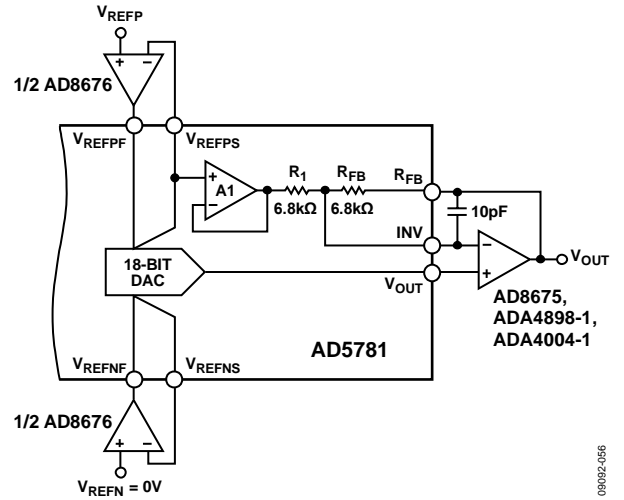 VREFP
1/2 AD8676
+ −
VREFPF
VREFPS
+
−
A1
R1
6.8kΩ
RFB
6.8kΩ
RFB
10pF
INV
−
+
VOUT
18-BIT
DAC
VOUT
AD8675,
ADA4898-1,
ADA4004-1
AD5781
VREFNF
VREFNS
1/2 AD8676
+ −
VREFN = 0V
09092-056